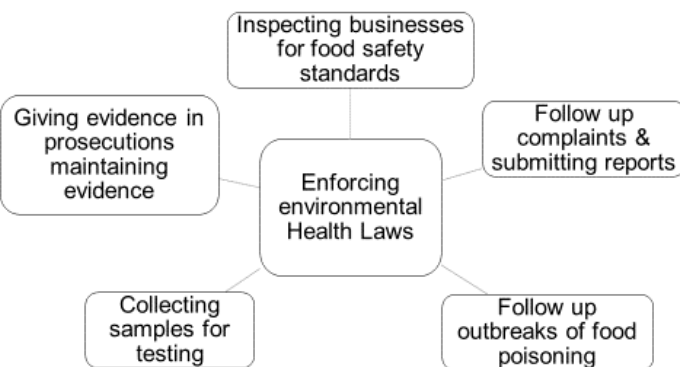 Inspecting businesses
for food safety
standards
Giving evidence in
prosecutions
maintaining
evidence
Follow up
complaints &
submitting reports
Enforcing
environmental
Health Laws
Collecting
samples for
testing
Follow up
outbreaks of food
poisoning